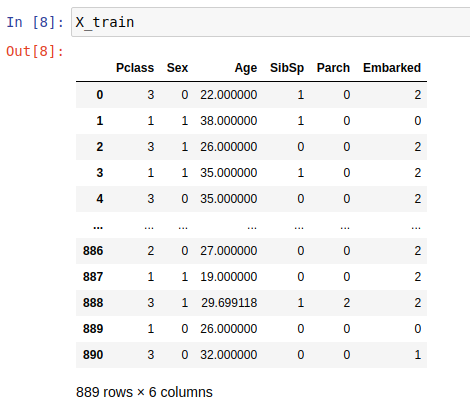 In [8]: X_train
Out[8]:
Pclass Sex Age SibSp Parch Embarked
0 3 0 22.000000 1 0 2
1 1 1 38.000000 1 0 0
2 3 1 26.000000 0 0 2
3 1 1 35.000000 1 0 2
4 3 0 35.000000 0 0 2
... ... ... ... ... ... ...
886 2 0 27.000000 0 0 2
887 1 1 19.000000 0 0 2
888 3 1 29.699118 1 2 2
889 1 0 26.000000 0 0 0
890 3 0 32.000000 0 0 1
889 rows × 6 columns